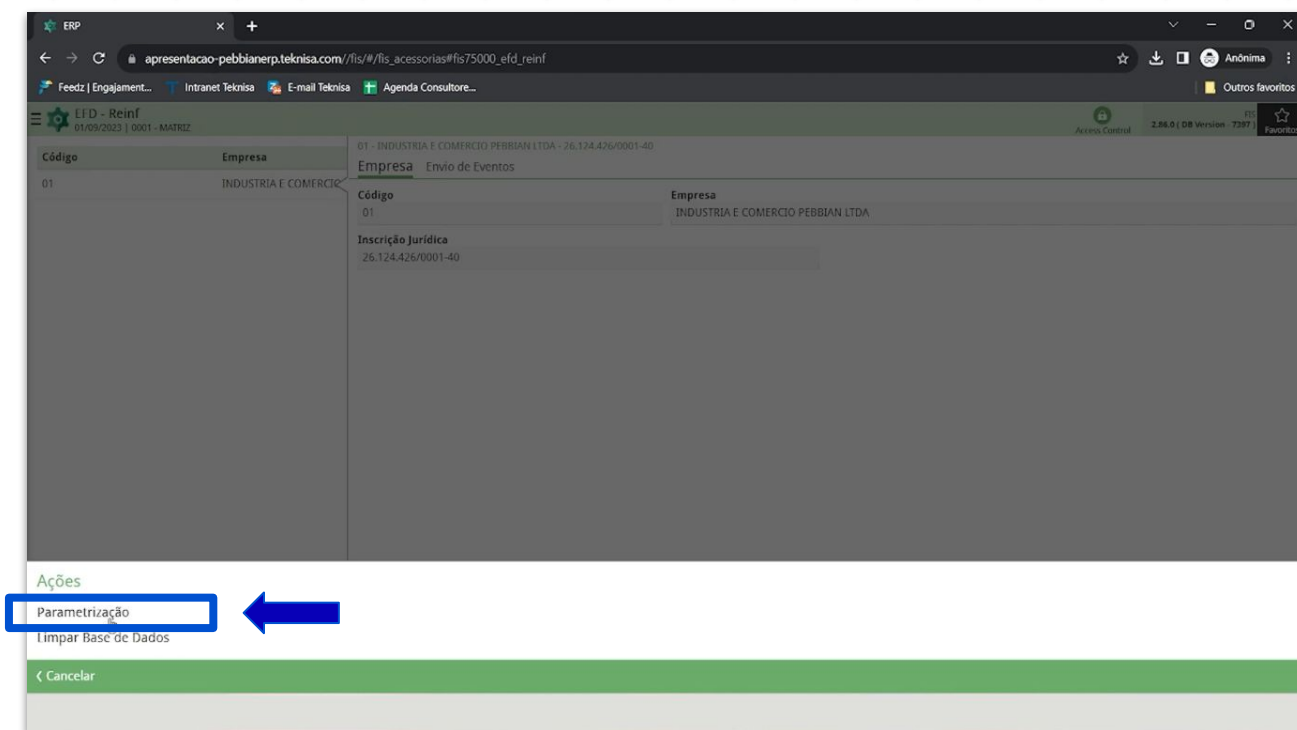 ERP
apresentacao-pebbianerp.teknisa.com//fis/#/fis_acessorias#fis75000_efd_reinf
Anônima
Feedz | Engajament... Intranet Teknisa E-mail Teknisa Agenda Consultore...
Outros favoritos
EFD - Reinf
01/09/2023 | 0001 - MATRIZ
Access Control
FIS
2.86.0 ( DB Version - 7397 )
Favoritos
Código Empresa
01 INDUSTRIA E COMERCIO
01 - INDUSTRIA E COMERCIO PEBBIAN LTDA - 26.124.426/0001-40
Empresa Envio de Eventos
Código Empresa
01 INDUSTRIA E COMERCIO PEBBIAN LTDA
Inscrição Jurídica
26.124.426/0001-40
Ações
Parametrização
Limpar Base de Dados
Cancelar